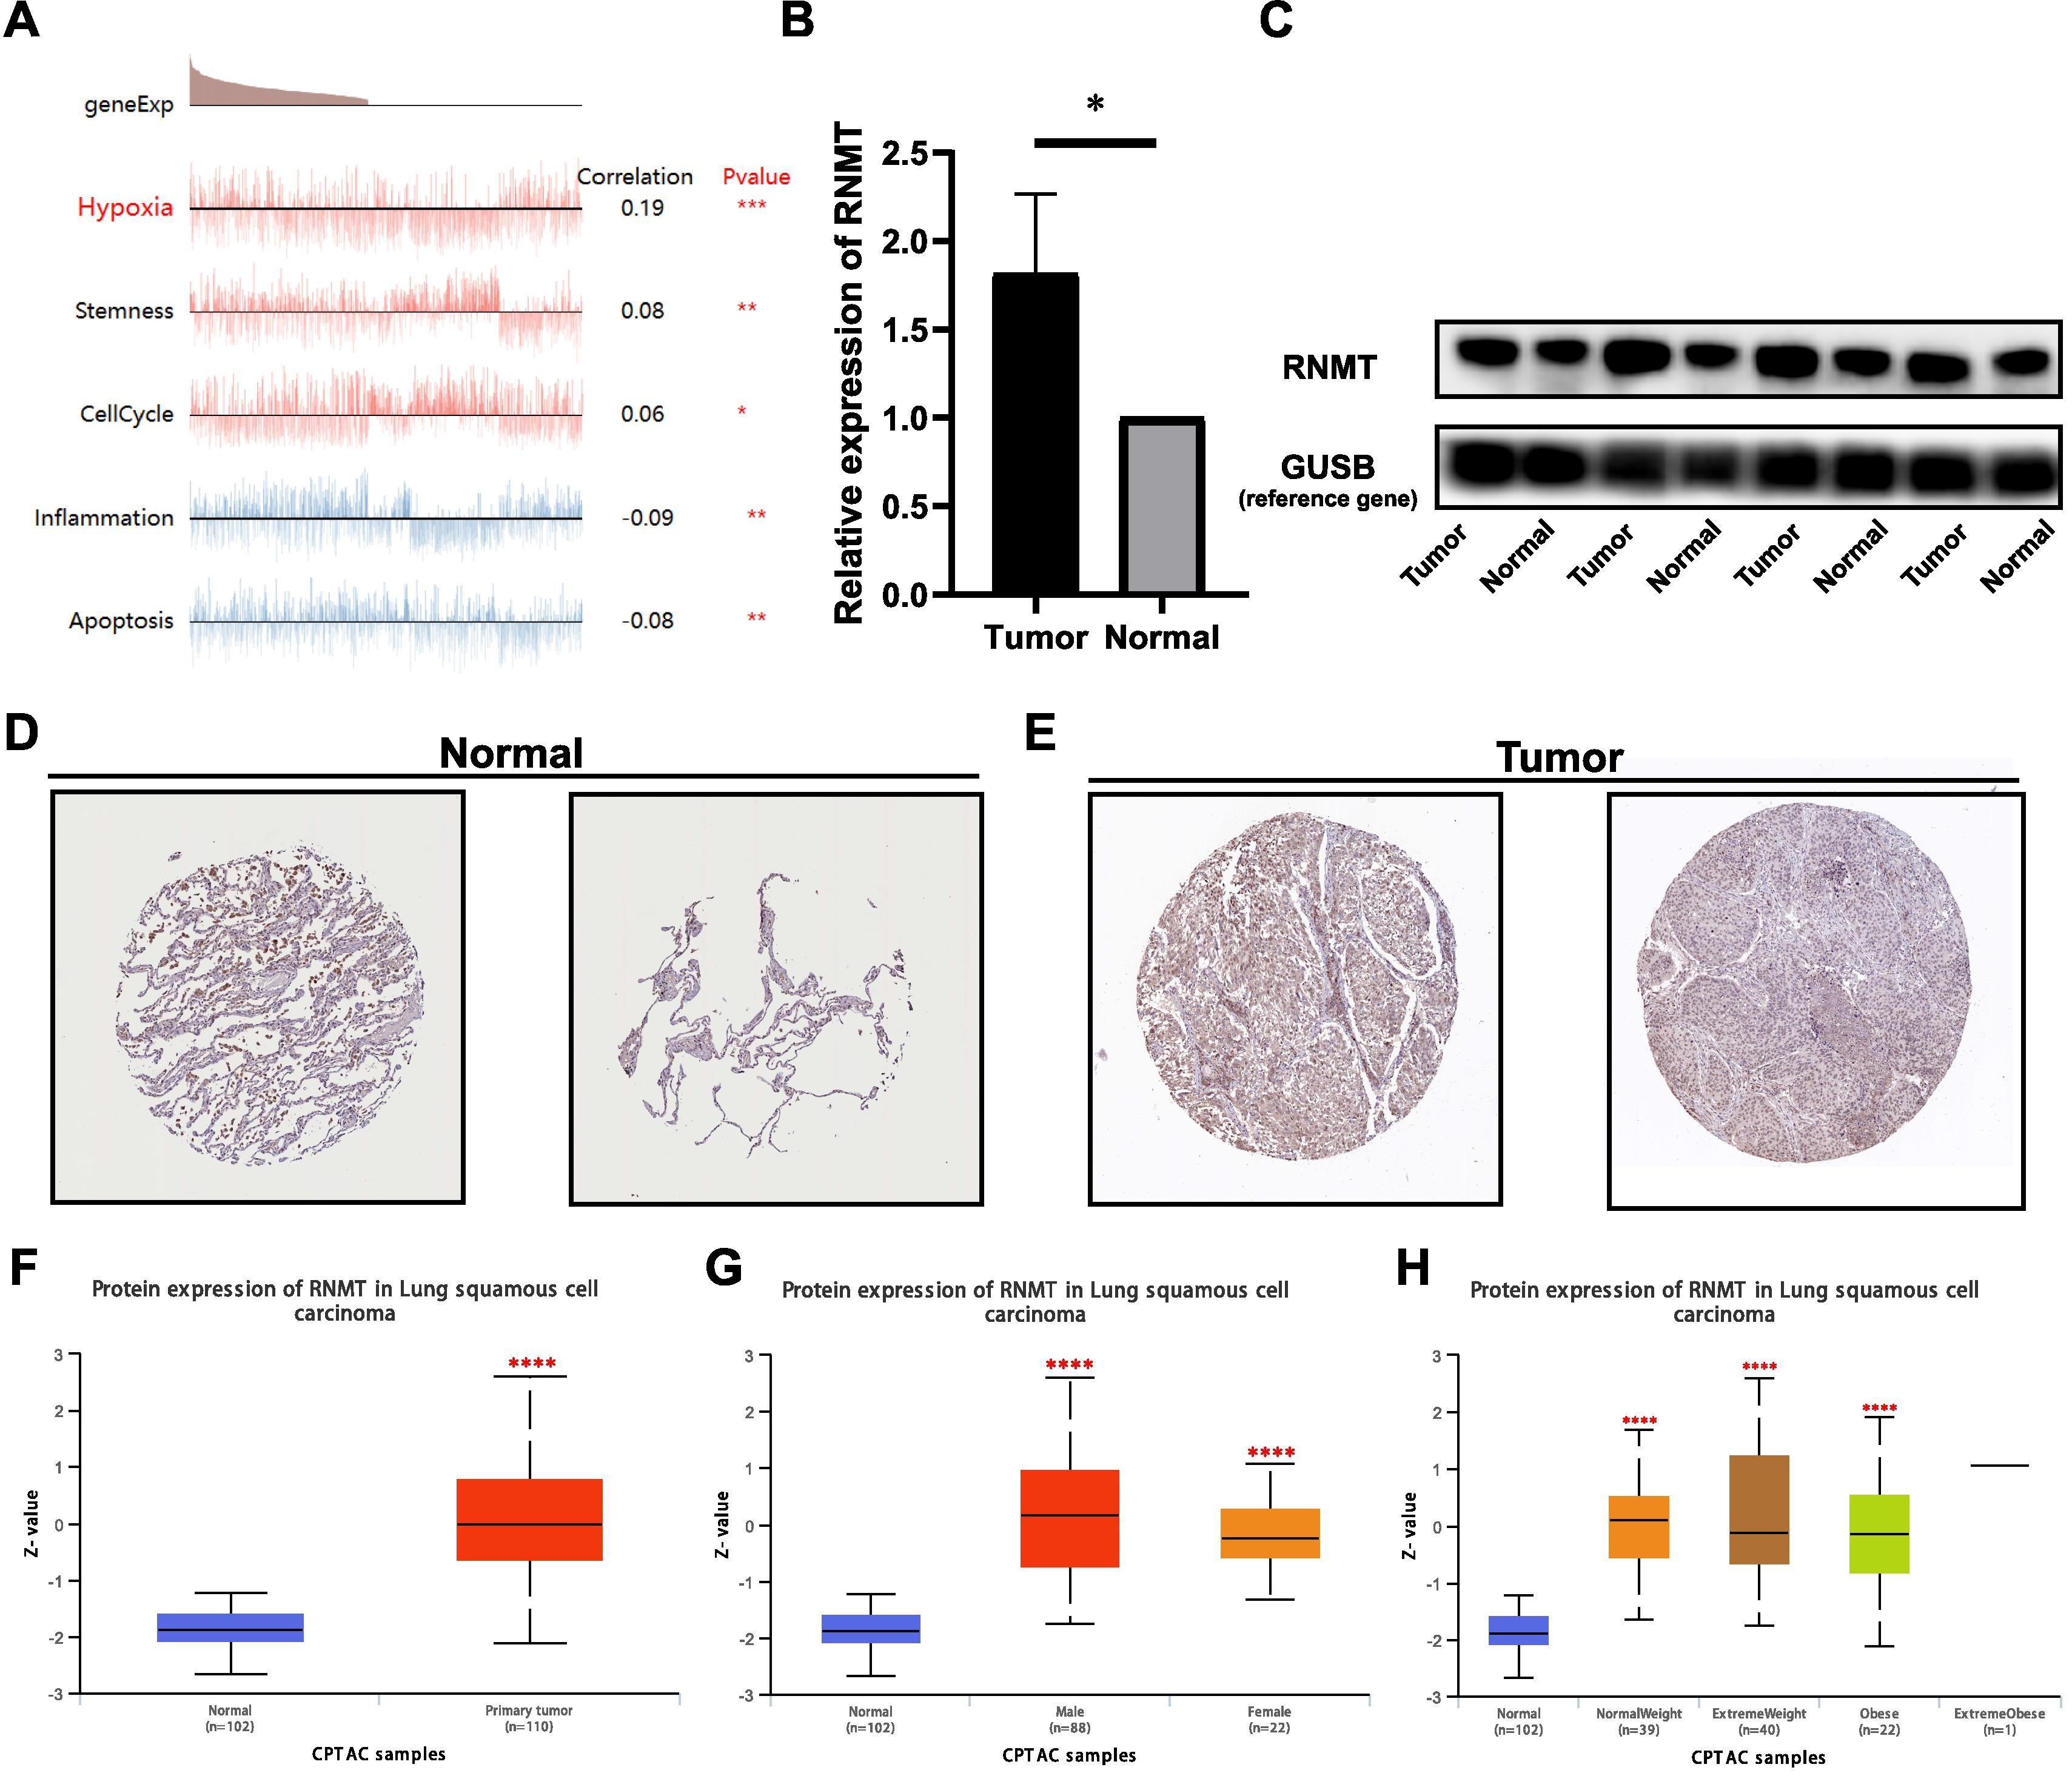 A
geneExp
Correlation
Pvalue
Hypoxia
0.19
***
Stemness
0.08
**
CellCycle
0.06
*
Inflammation
-0.09
**
Apoptosis
-0.08
**
B
*
Relative expression of RNMT
2.5
2.0
1.5
1.0
0.5
0.0
Tumor
Normal
C
RNMT
GUSB
(reference gene)
Tumor
Normal
Tumor
Normal
Tumor
Normal
Tumor
Normal
D
Normal
E
Tumor
F
Protein expression of RNMT in Lung squamous cell
carcinoma
****
Z- value
3
2
1
0
-1
-2
-3
Normal
(n=102)
Primary tumor
(n=110)
CPTAC samples
G
Protein expression of RNMT in Lung squamous cell
carcinoma
****
****
Z- value
3
2
1
0
-1
-2
-3
Normal
(n=102)
Male
(n=88)
Female
(n=22)
CPTAC samples
H
Protein expression of RNMT in Lung squamous cell
carcinoma
****
****
****
Z- value
3
2
1
0
-1
-2
-3
Normal
(n=102)
NormalWeight
(n=39)
ExtremeWeight
(n=40)
Obese
(n=22)
ExtremeObese
(n=1)
CPTAC samples